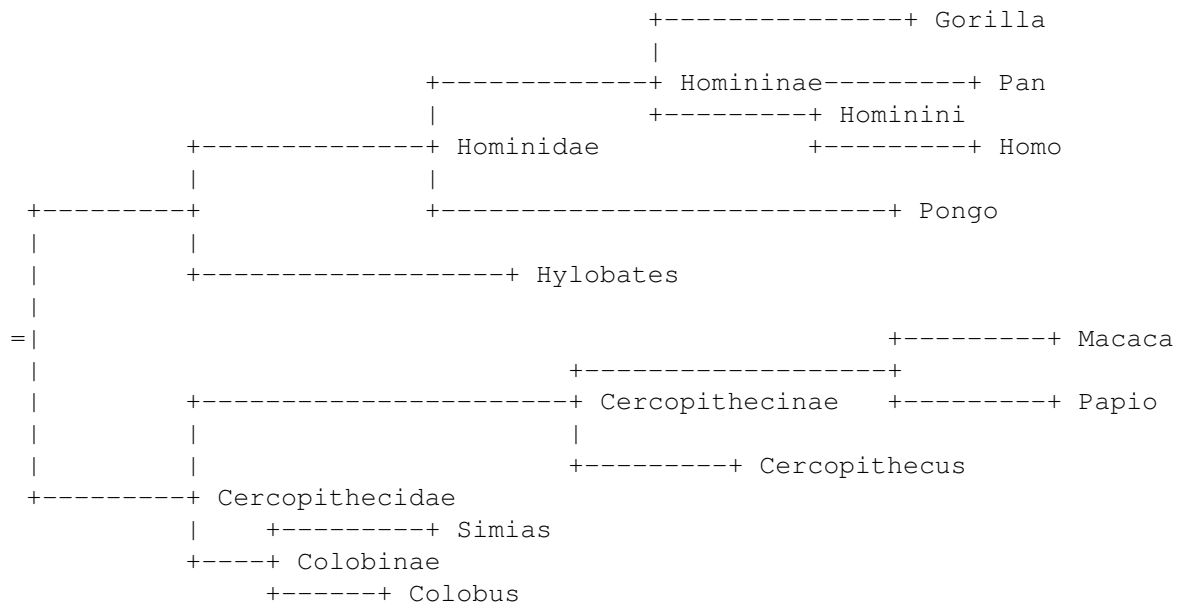 Gorilla
Homininae Pan
Hominini
Hominidae Homo
Pongo
Hylobates
Macaca
Cercopithecinae Papio
Cercopithecus
Cercopithecidae
Simias
Colobinae
Colobus